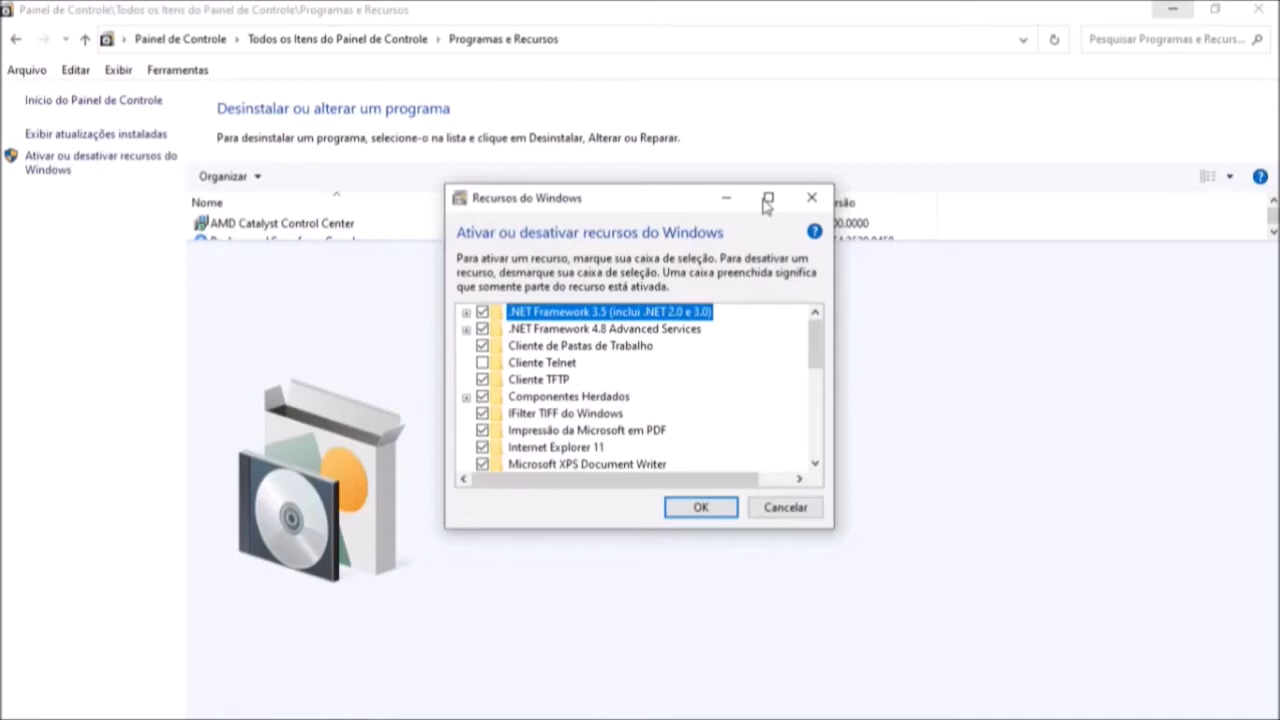 Painel de Controle\Todos os Itens do Painel de Controle\Programas e Recursos
Painel de Controle › Todos os Itens do Painel de Controle › Programas e Recursos
Pesquisar Programas e Recurs...
Arquivo Editar Exibir Ferramentas
Início do Painel de Controle
Exibir atualizações instaladas
Ativar ou desativar recursos do
Windows
Desinstalar ou alterar um programa
Para desinstalar um programa, selecione-o na lista e clique em Desinstalar, Alterar ou Reparar.
Organizar
Nome
AMD Catalyst Control Center
Recursos do Windows
Ativar ou desativar recursos do Windows
Para ativar um recurso, marque sua caixa de seleção. Para desativar um
recurso, desmarque sua caixa de seleção. Uma caixa preenchida significa
que somente parte do recurso está ativada.
.NET Framework 3.5 (inclui .NET 2.0 e 3.0)
.NET Framework 4.8 Advanced Services
Cliente de Pastas de Trabalho
Cliente Telnet
Cliente TFTP
Componentes Herdados
IFilter TIFF do Windows
Impressão da Microsoft em PDF
Internet Explorer 11
Microsoft XPS Document Writer
OK Cancelar